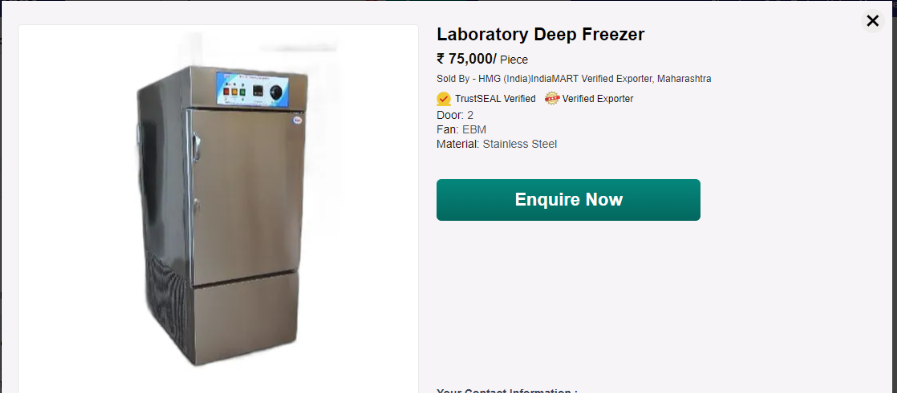 Laboratory Deep Freezer
₹ 75,000/ Piece
Sold By - HMG (India)IndiaMART Verified Exporter, Maharashtra
TrustSEAL Verified Verified Exporter
Door: 2
Fan: EBM
Material: Stainless Steel
Enquire Now
Your Contact Information :